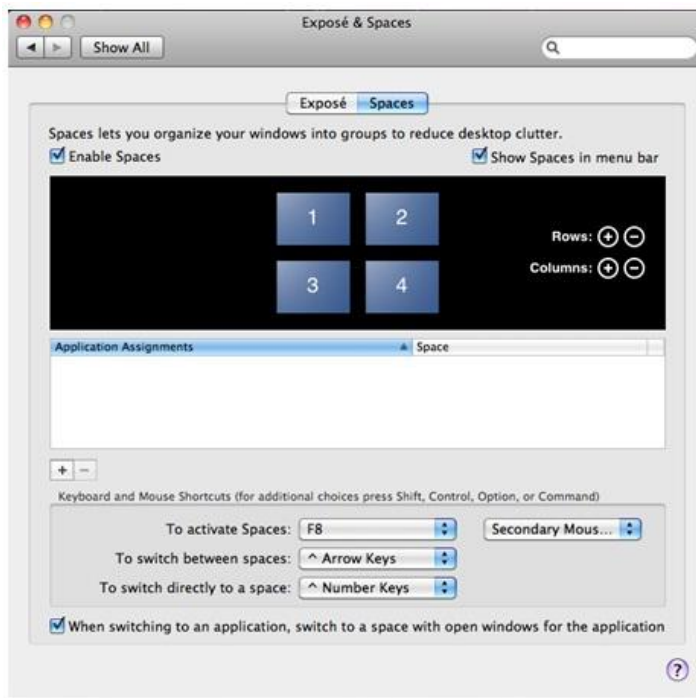 Exposé & Spaces
Show All
Exposé Spaces
Spaces lets you organize your windows into groups to reduce desktop clutter.
Enable Spaces Show Spaces in menu bar
1 2
Rows:
Columns:
3 4
Application Assignments Space
+ −
Keyboard and Mouse Shortcuts (for additional choices press Shift, Control, Option, or Command)
To activate Spaces: F8 Secondary Mous...
To switch between spaces: ^ Arrow Keys
To switch directly to a space: ^ Number Keys
When switching to an application, switch to a space with open windows for the application
?